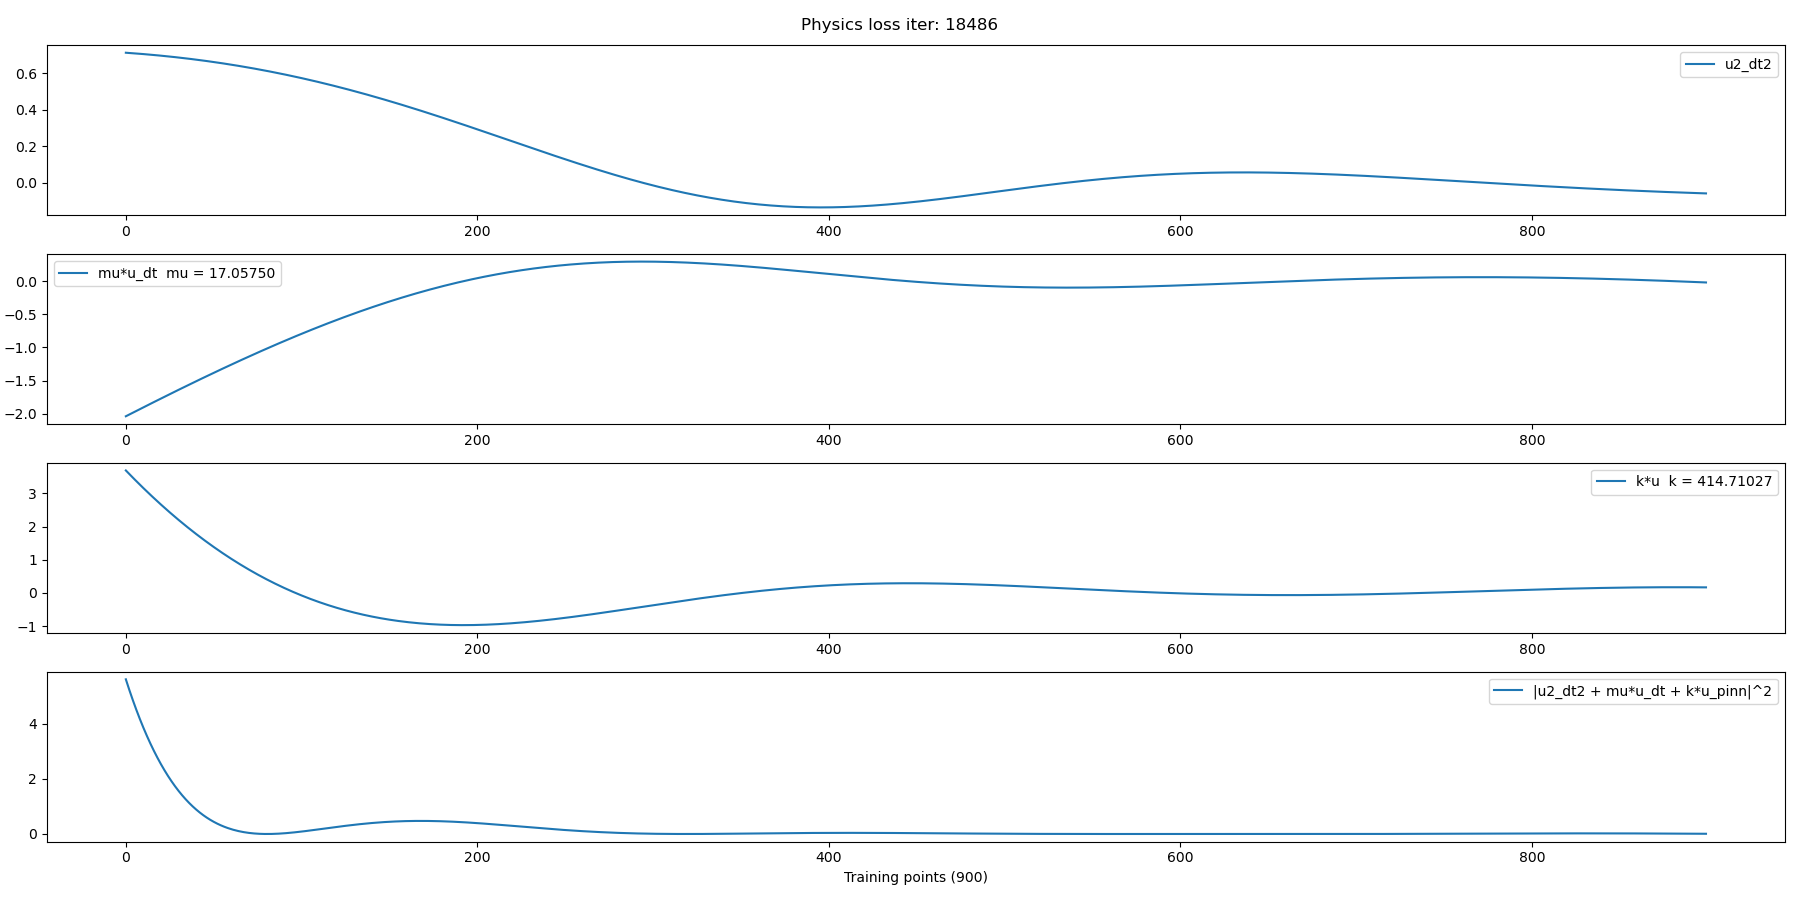 Physics loss iter: 18486
0.6
0.4
0.2
0.0
u2_dt2
0 200 400 600 800
0.0
−0.5
−1.0
−1.5
−2.0
mu*u_dt  mu = 17.05750
0 200 400 600 800
3
2
1
0
−1
k*u  k = 414.71027
0 200 400 600 800
4
2
0
|u2_dt2 + mu*u_dt + k*u_pinn|^2
0 200 400 600 800
Training points (900)